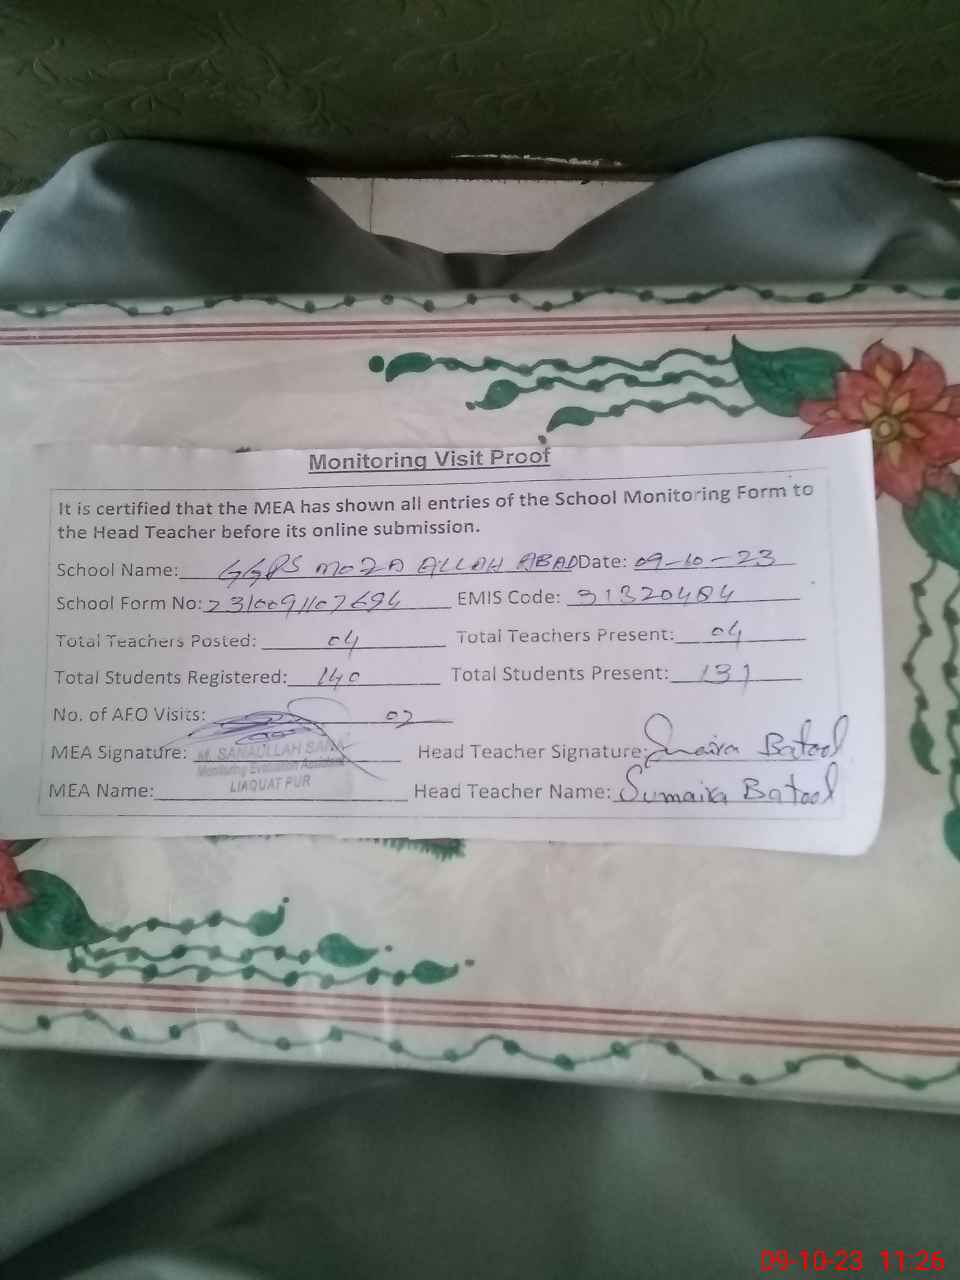 Monitoring Visit Proof
It is certified that the MEA has shown all entries of the School Monitoring Form to
the Head Teacher before its online submission.
School Name: GGPS MOZA ALLAH ABAD Date: 09-10-23
School Form No: 2310091107694 EMIS Code: 31320484
Total Teachers Posted: 04 Total Teachers Present: 04
Total Students Registered: 140 Total Students Present: 131
No. of AFO Visits: 02
MEA Signature: M. SANAULLAH SANA Head Teacher Signature: Sumaira Batool
Monitoring Evaluation Assistant
LIAQUAT PUR
MEA Name: Head Teacher Name: Sumaira Batool
09-10-23 11:26